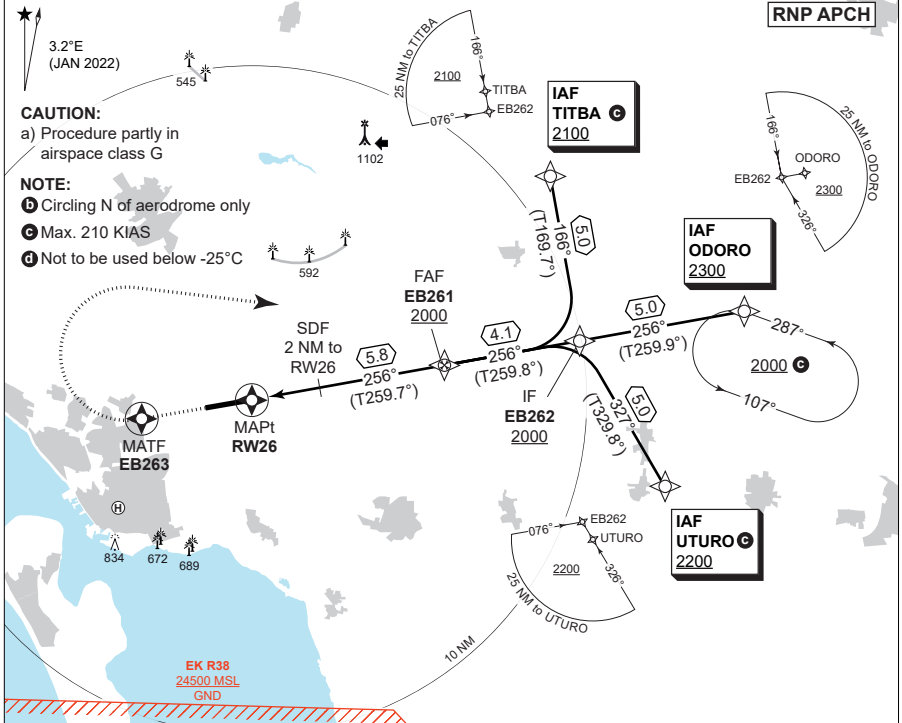 RNP APCH
3.2°E
(JAN 2022)
CAUTION:
a) Procedure partly in
airspace class G
NOTE:
b Circling N of aerodrome only
c Max. 210 KIAS
d Not to be used below -25°C
545
1102
592
25 NM to TITBA
2100
166°
076°
TITBA
EB262
IAF
TITBA c
2100
25 NM to ODORO
166°
ODORO
EB262
2300
326°
IAF
ODORO
2300
5.0
166°
(T169.7°)
5.0
256°
(T259.9°)
287°
2000 c
107°
FAF
EB261
2000
4.1
256°
(T259.8°)
SDF
2 NM to
RW26
5.8
256°
(T259.7°)
IF
EB262
2000
5.0
327°
(T329.8°)
MAPt
RW26
MATF
EB263
IAF
UTURO c
2200
076°
EB262
UTURO
2200
326°
25 NM to UTURO
H
834
672
689
10 NM
EK R38
24500 MSL
GND